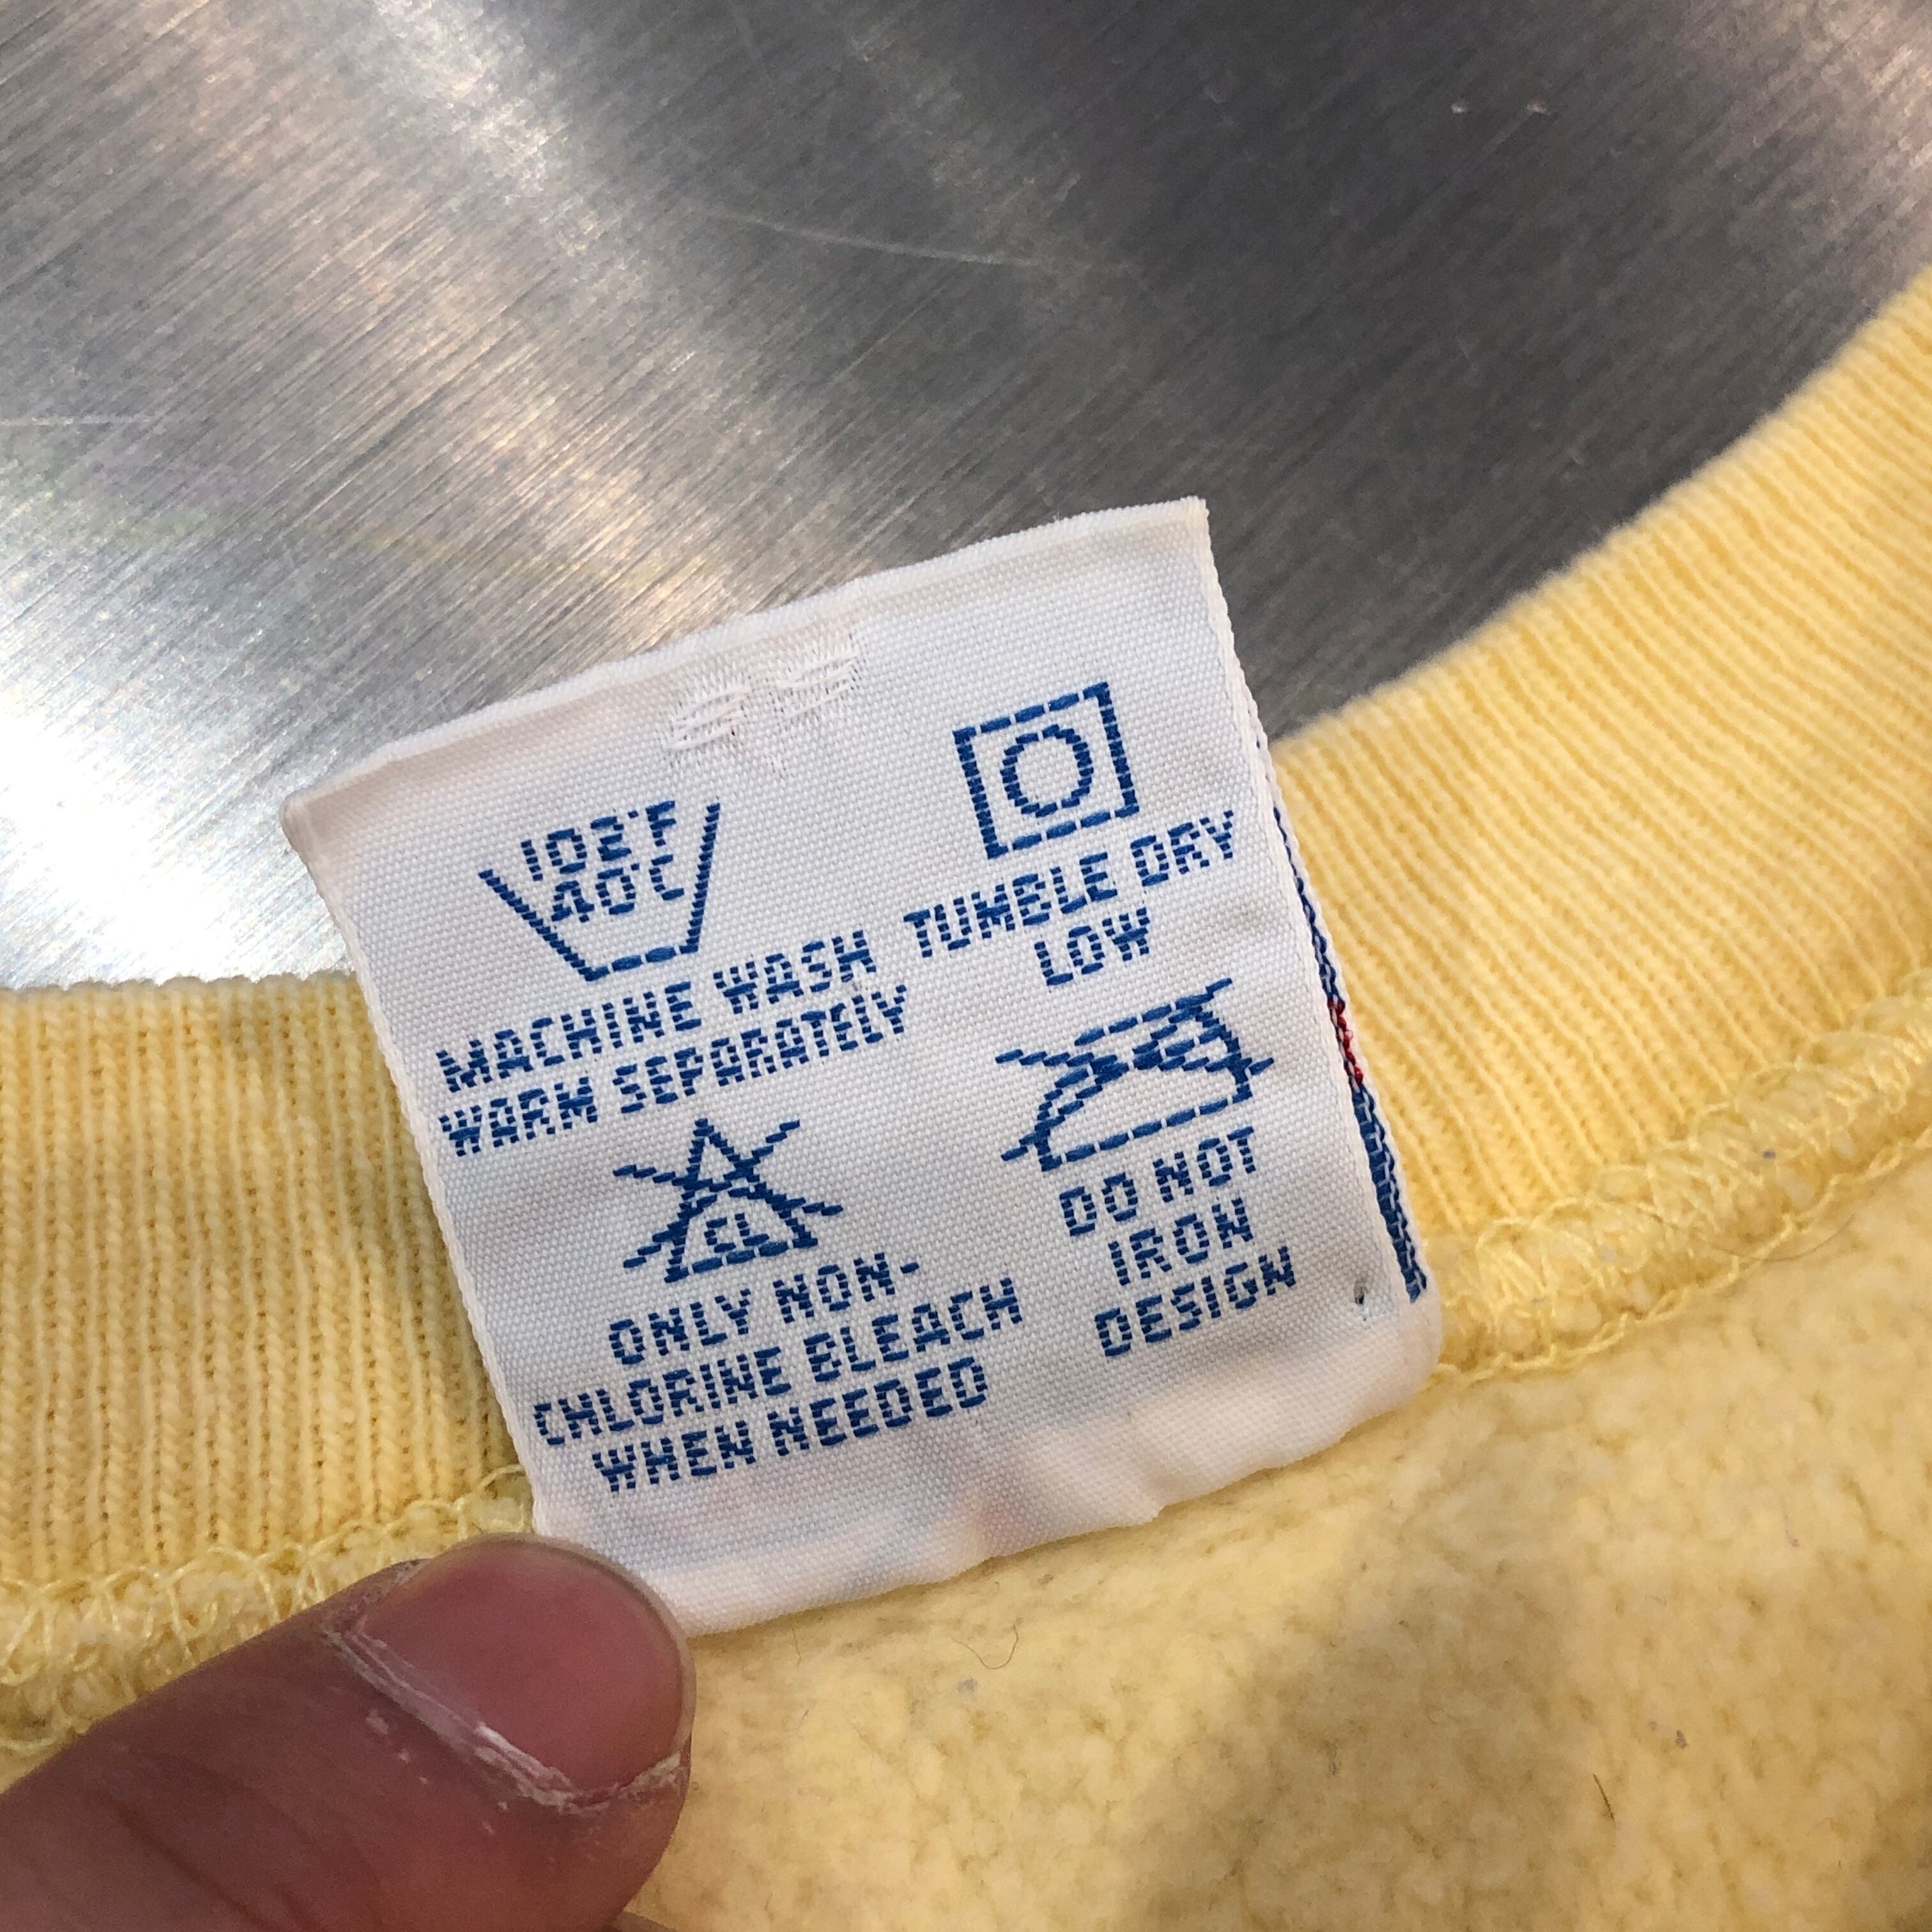 102°F
40°C
MACHINE WASH
WARM SEPARATELY
TUMBLE DRY
LOW
CL
ONLY NON-
CHLORINE BLEACH
WHEN NEEDED
DO NOT
IRON
DESIGN